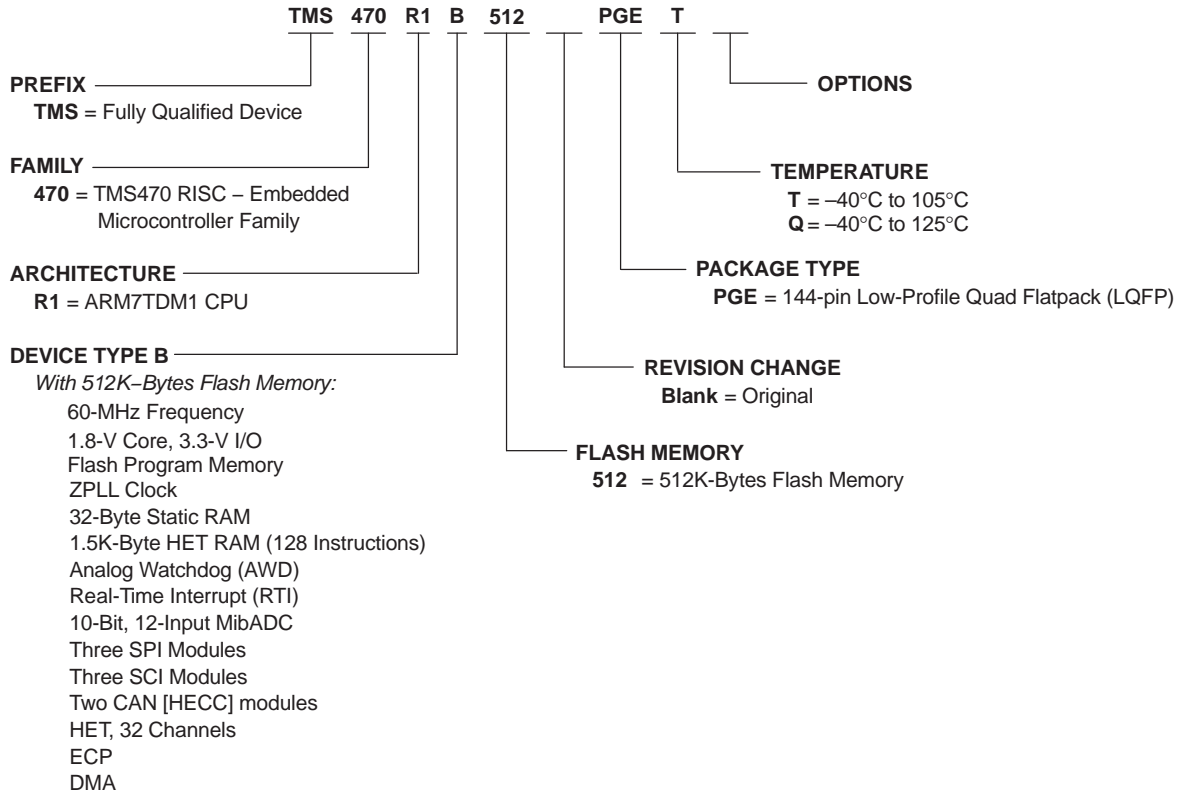 TMS 470 R1 B 512 PGE T
PREFIX
TMS = Fully Qualified Device
FAMILY
470 = TMS470 RISC – Embedded
Microcontroller Family
ARCHITECTURE
R1 = ARM7TDM1 CPU
DEVICE TYPE B
With 512K–Bytes Flash Memory:
60-MHz Frequency
1.8-V Core, 3.3-V I/O
Flash Program Memory
ZPLL Clock
32-Byte Static RAM
1.5K-Byte HET RAM (128 Instructions)
Analog Watchdog (AWD)
Real-Time Interrupt (RTI)
10-Bit, 12-Input MibADC
Three SPI Modules
Three SCI Modules
Two CAN [HECC] modules
HET, 32 Channels
ECP
DMA
OPTIONS
TEMPERATURE
T = –40°C to 105°C
Q = –40°C to 125°C
PACKAGE TYPE
PGE = 144-pin Low-Profile Quad Flatpack (LQFP)
REVISION CHANGE
Blank = Original
FLASH MEMORY
512 = 512K-Bytes Flash Memory